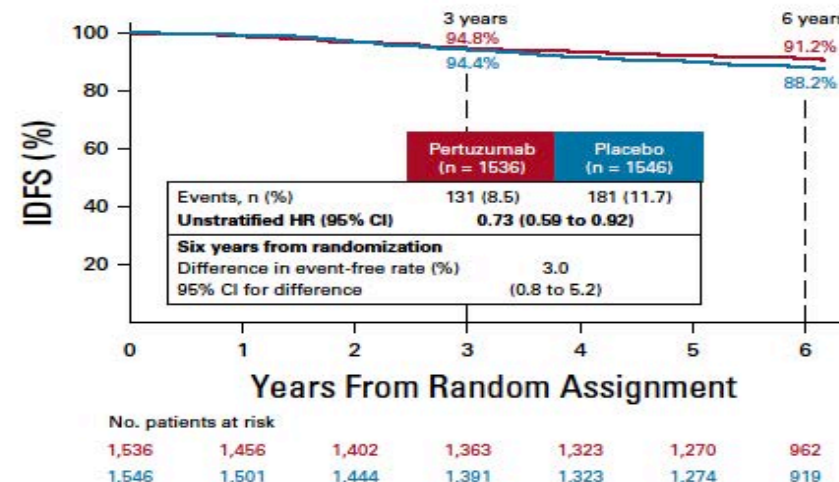 3 years
6 years
100
94.8%
91.2%
94.4%
88.2%
80
60
40
20
IDFS (%)
Pertuzumab
(n = 1536)
Placebo
(n = 1546)
Events, n (%) 131 (8.5) 181 (11.7)
Unstratified HR (95% CI) 0.73 (0.59 to 0.92)
Six years from randomization
Difference in event-free rate (%) 3.0
95% CI for difference (0.8 to 5.2)
0 1 2 3 4 5 6
Years From Random Assignment
No. patients at risk
1,536 1,456 1,402 1,363 1,323 1,270 962
1,546 1,501 1,444 1,391 1,323 1,274 919